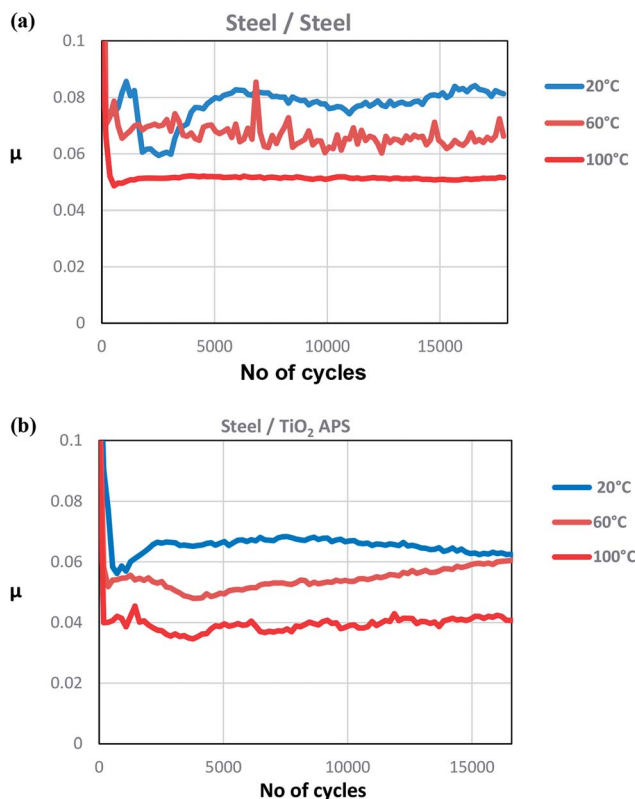 (a)
Steel / Steel
0.1
0.08
0.06
μ
0.04
0.02
0
0 5000 10000 15000
No of cycles
20°C
60°C
100°C
(b)
Steel / TiO₂ APS
0.1
0.08
0.06
μ
0.04
0.02
0
0 5000 10000 15000
No of cycles
20°C
60°C
100°C